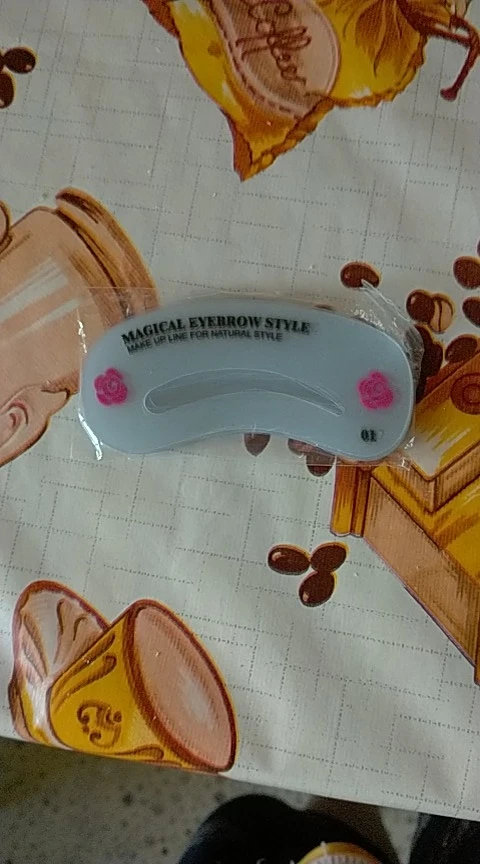 Coffee
MAGICAL EYEBROW STYLE
MAKE UP LINE FOR NATURAL STYLE
01